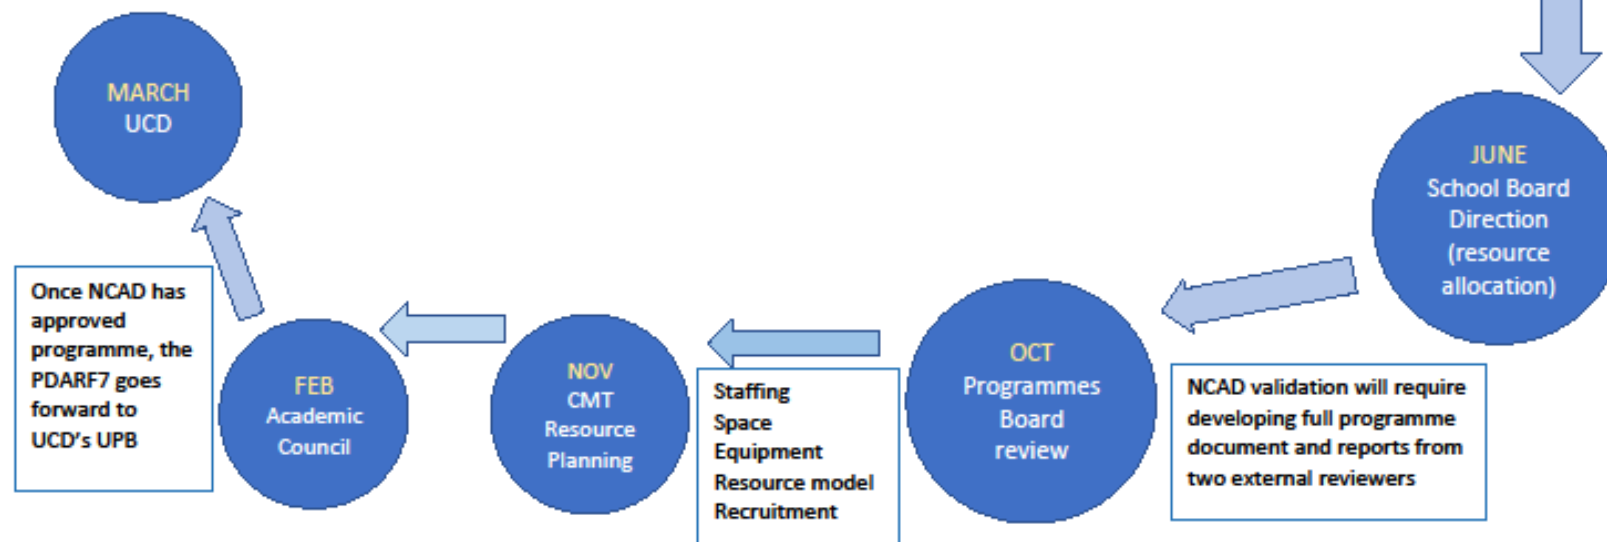 MARCH
UCD
JUNE
School Board
Direction
(resource
allocation)
Once NCAD has
approved
programme, the
PDARF7 goes
forward to
UCD's UPB
FEB
Academic
Council
NOV
CMT
Resource
Planning
Staffing
Space
Equipment
Resource model
Recruitment
OCT
Programmes
Board
review
NCAD validation will require
developing full programme
document and reports from
two external reviewers